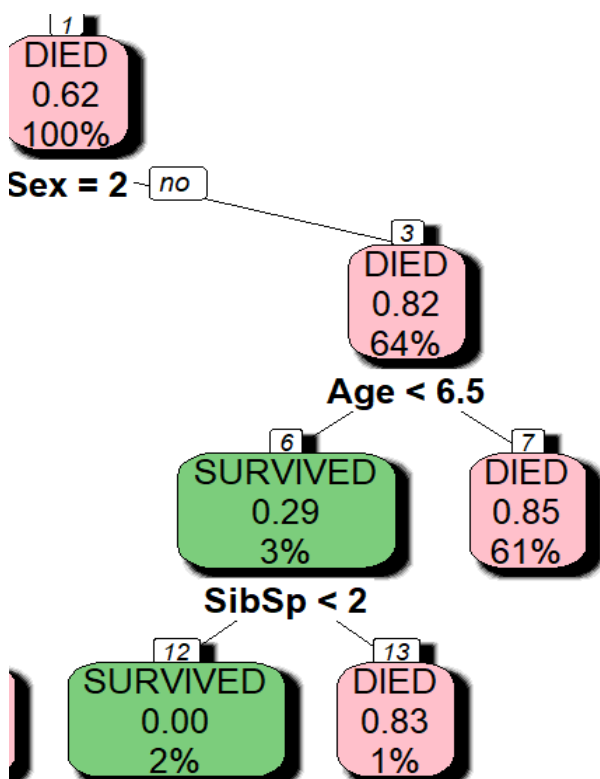 1
DIED
0.62
100%
Sex = 2
no
3
DIED
0.82
64%
Age < 6.5
6
SURVIVED
0.29
3%
7
DIED
0.85
61%
SibSp < 2
12
SURVIVED
0.00
2%
13
DIED
0.83
1%